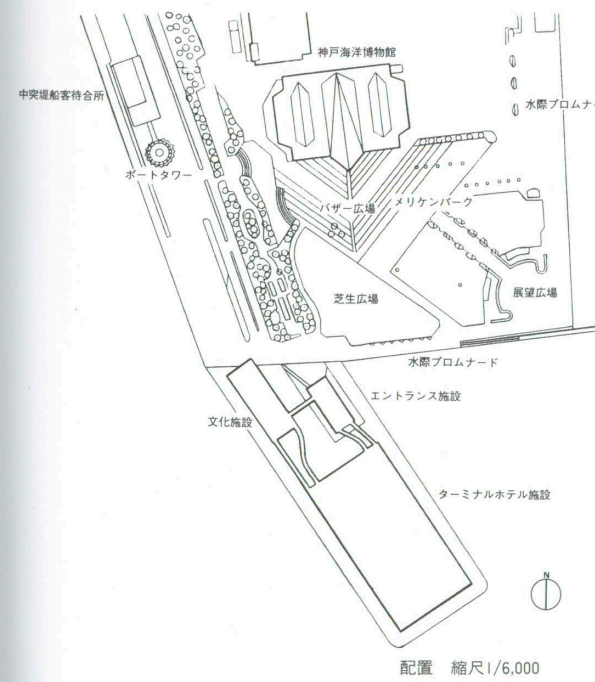 神戸海洋博物館
中突堤船客待合所
水際プロムナ
ポートタワー
バザー広場
メリケンパーク
展望広場
芝生広場
水際プロムナード
エントランス施設
文化施設
ターミナルホテル施設
N
配置 縮尺1/6,000